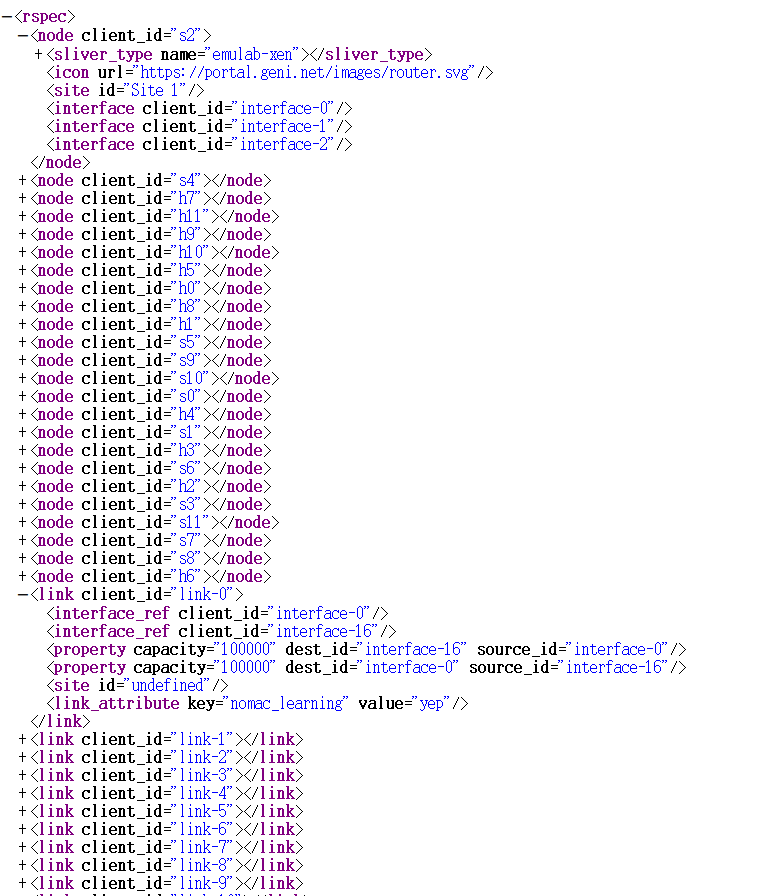 −<rspec>
−<node client_id="s2">
+<sliver_type name="emulab-xen"></sliver_type>
<icon url="https://portal.geni.net/images/router.svg"/>
<site id="Site 1"/>
<interface client_id="interface-0"/>
<interface client_id="interface-1"/>
<interface client_id="interface-2"/>
</node>
+<node client_id="s4"></node>
+<node client_id="h7"></node>
+<node client_id="h11"></node>
+<node client_id="h9"></node>
+<node client_id="h10"></node>
+<node client_id="h5"></node>
+<node client_id="h0"></node>
+<node client_id="h8"></node>
+<node client_id="h1"></node>
+<node client_id="s5"></node>
+<node client_id="s9"></node>
+<node client_id="s10"></node>
+<node client_id="s0"></node>
+<node client_id="h4"></node>
+<node client_id="s1"></node>
+<node client_id="h3"></node>
+<node client_id="s6"></node>
+<node client_id="h2"></node>
+<node client_id="s3"></node>
+<node client_id="s11"></node>
+<node client_id="s7"></node>
+<node client_id="s8"></node>
+<node client_id="h6"></node>
−<link client_id="link-0">
<interface_ref client_id="interface-0"/>
<interface_ref client_id="interface-16"/>
<property capacity="100000" dest_id="interface-16" source_id="interface-0"/>
<property capacity="100000" dest_id="interface-0" source_id="interface-16"/>
<site id="undefined"/>
<link_attribute key="nomac_learning" value="yep"/>
</link>
+<link client_id="link-1"></link>
+<link client_id="link-2"></link>
+<link client_id="link-3"></link>
+<link client_id="link-4"></link>
+<link client_id="link-5"></link>
+<link client_id="link-6"></link>
+<link client_id="link-7"></link>
+<link client_id="link-8"></link>
+<link client_id="link-9"></link>